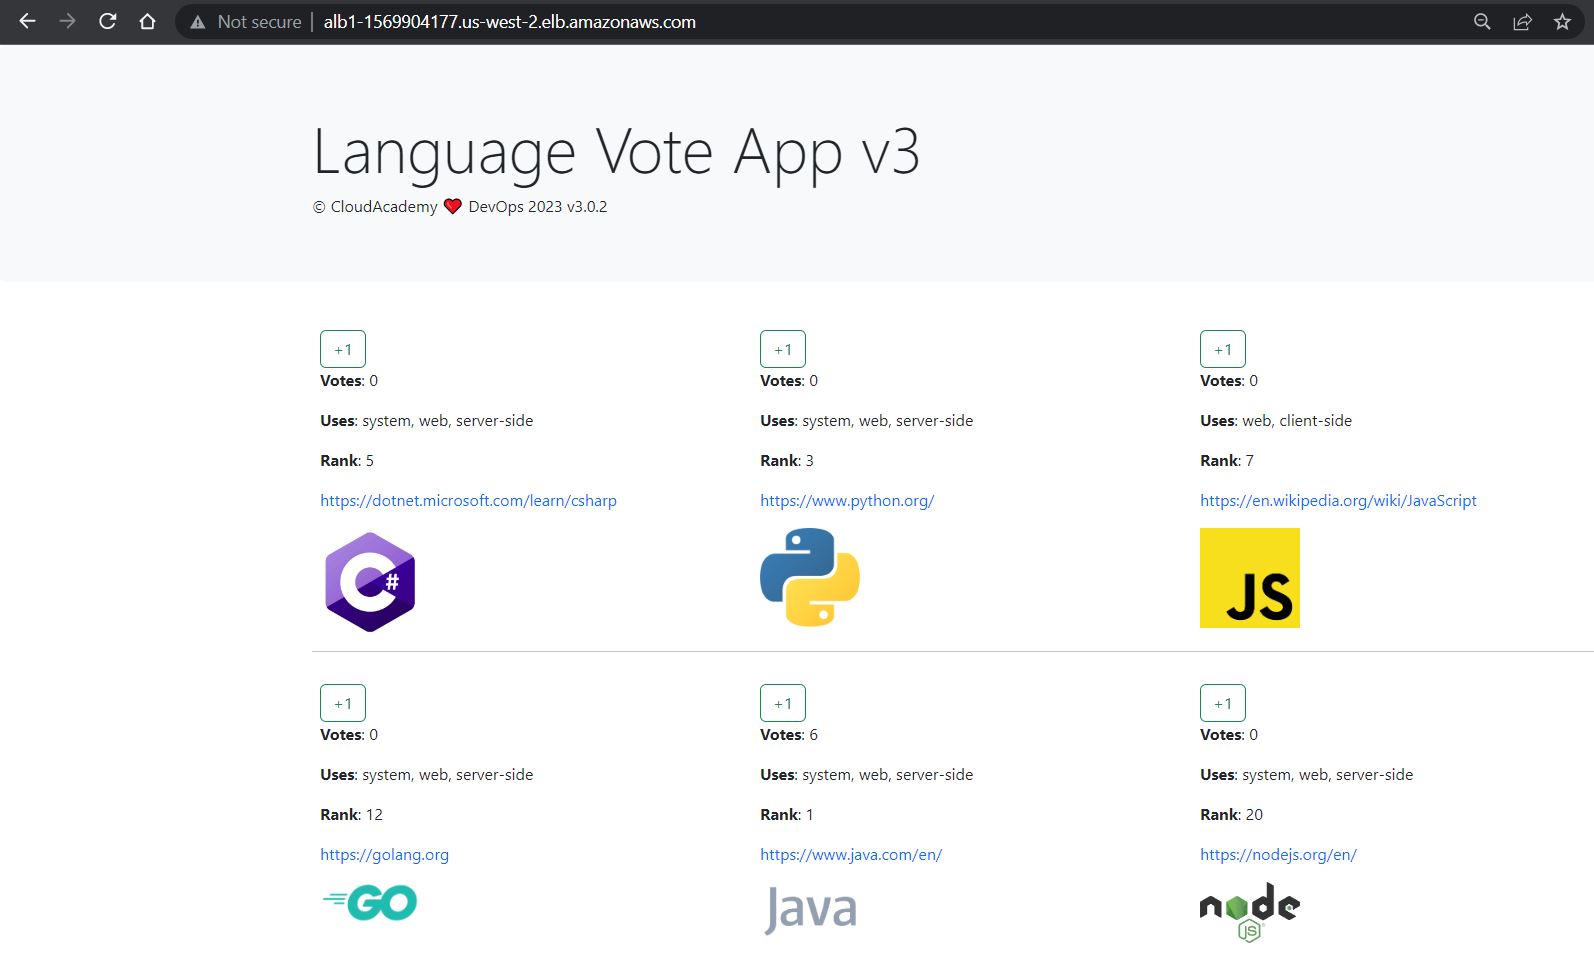 Not secure | alb1-1569904177.us-west-2.elb.amazonaws.com
Language Vote App v3
© CloudAcademy ❤ DevOps 2023 v3.0.2
+1
Votes: 0
Uses: system, web, server-side
Rank: 5
https://dotnet.microsoft.com/learn/csharp
C#
+1
Votes: 0
Uses: system, web, server-side
Rank: 3
https://www.python.org/
+1
Votes: 0
Uses: web, client-side
Rank: 7
https://en.wikipedia.org/wiki/JavaScript
JS
+1
Votes: 0
Uses: system, web, server-side
Rank: 12
https://golang.org
GO
+1
Votes: 6
Uses: system, web, server-side
Rank: 1
https://www.java.com/en/
Java
+1
Votes: 0
Uses: system, web, server-side
Rank: 20
https://nodejs.org/en/
node
JS